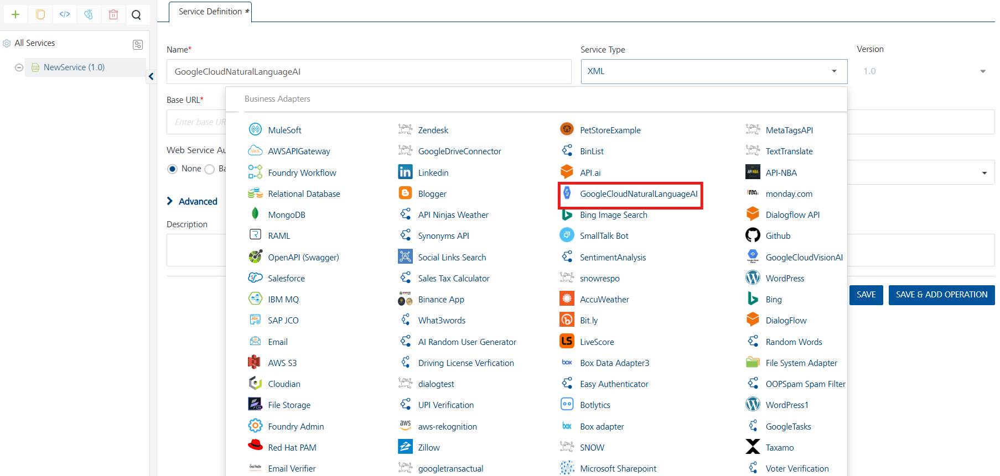 Service Definition *
All Services
NewService (1.0)
Name*
Service Type
Version
GoogleCloudNaturalLanguageAI
XML
1.0
Base URL*
Enter base UR
Web Service Au
None
Ba
Advanced
Description
Business Adapters
MuleSoft
Zendesk
PetStoreExample
MetaTagsAPI
AWSAPIGateway
GoogleDriveConnector
BinList
TextTranslate
Foundry Workflow
Linkedin
API.ai
API-NBA
Relational Database
Blogger
GoogleCloudNaturalLanguageAI
monday.com
MongoDB
API Ninjas Weather
Bing Image Search
Dialogflow API
RAML
Synonyms API
SmallTalk Bot
Github
OpenAPI (Swagger)
Social Links Search
SentimentAnalysis
GoogleCloudVisionAI
Salesforce
Sales Tax Calculator
snowrespo
WordPress
IBM MQ
Binance App
AccuWeather
Bing
SAP JCO
What3words
Bit.ly
DialogFlow
Email
AI Random User Generator
LiveScore
Random Words
AWS S3
Driving License Verfication
Box Data Adapter3
File System Adapter
Cloudian
dialogtest
Easy Authenticator
OOPSpam Spam Filter
File Storage
UPI Verification
Botlytics
WordPress1
Foundry Admin
aws-rekognition
Box adapter
GoogleTasks
Red Hat PAM
Zillow
SNOW
Taxamo
Email Verifier
googletransactual
Microsoft Sharepoint
Voter Verification
SAVE
SAVE & ADD OPERATION